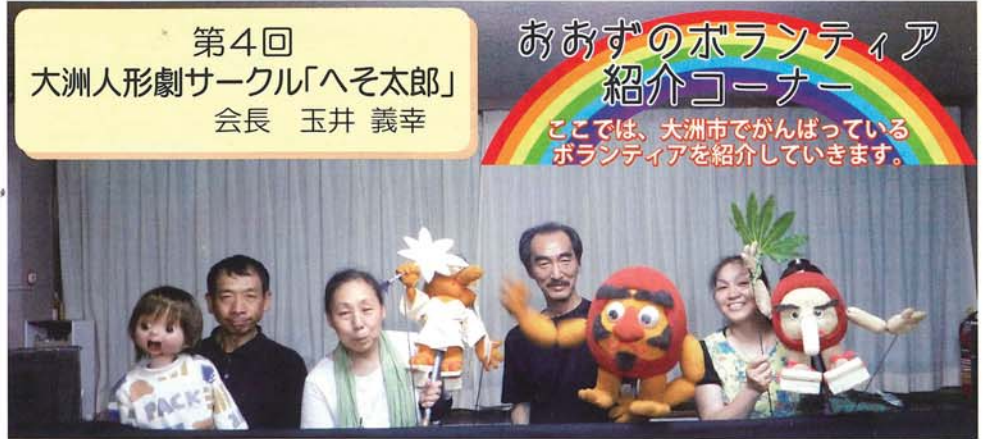 第4回
大洲人形劇サークル「へそ太郎」
会長 玉井 義幸
おおずのボランティア
紹介コーナー
ここでは、大洲市でがんばっている
ボランティアを紹介していきます。
PACK